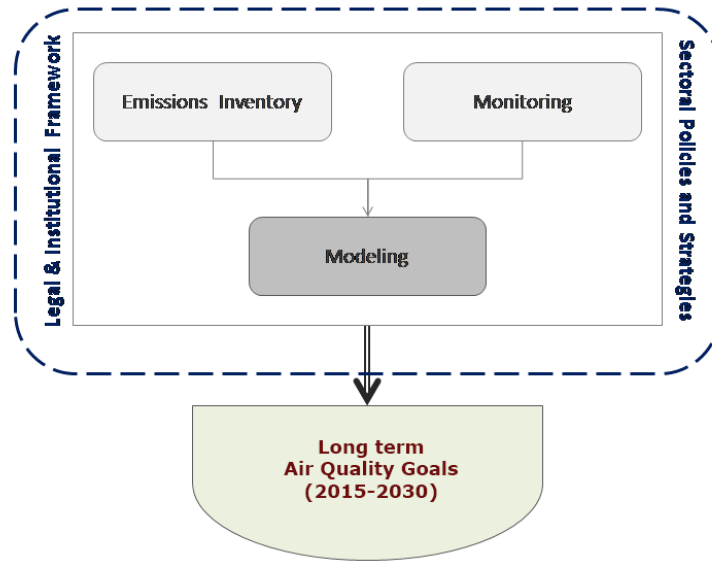 Legal & Institutional Framework
Emissions Inventory
Monitoring
Modeling
Sectoral Policies and Strategies
Long term
Air Quality Goals
(2015-2030)